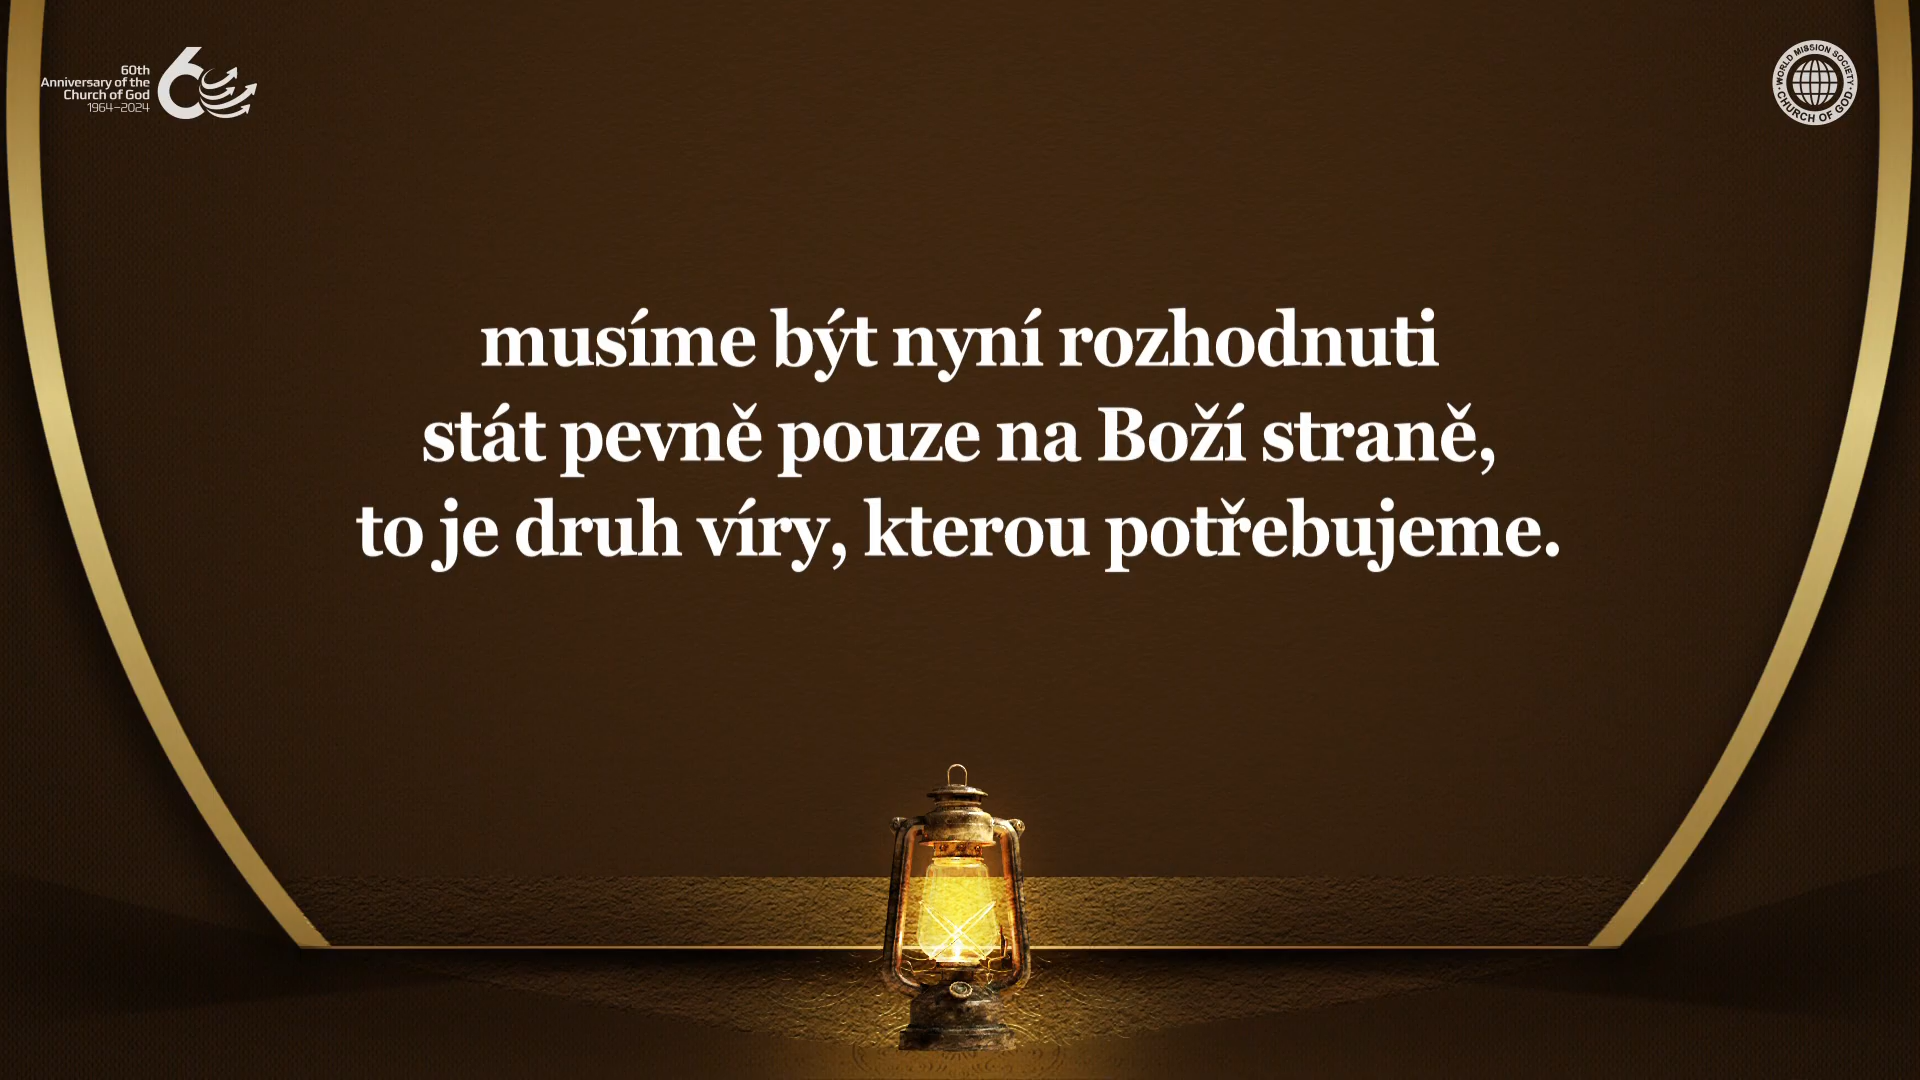 60th
Anniversary of the
Church of God
1964–2024
60
WORLD MISSION SOCIETY
CHURCH OF GOD
musíme být nyní rozhodnuti
stát pevně pouze na Boží straně,
to je druh víry, kterou potřebujeme.